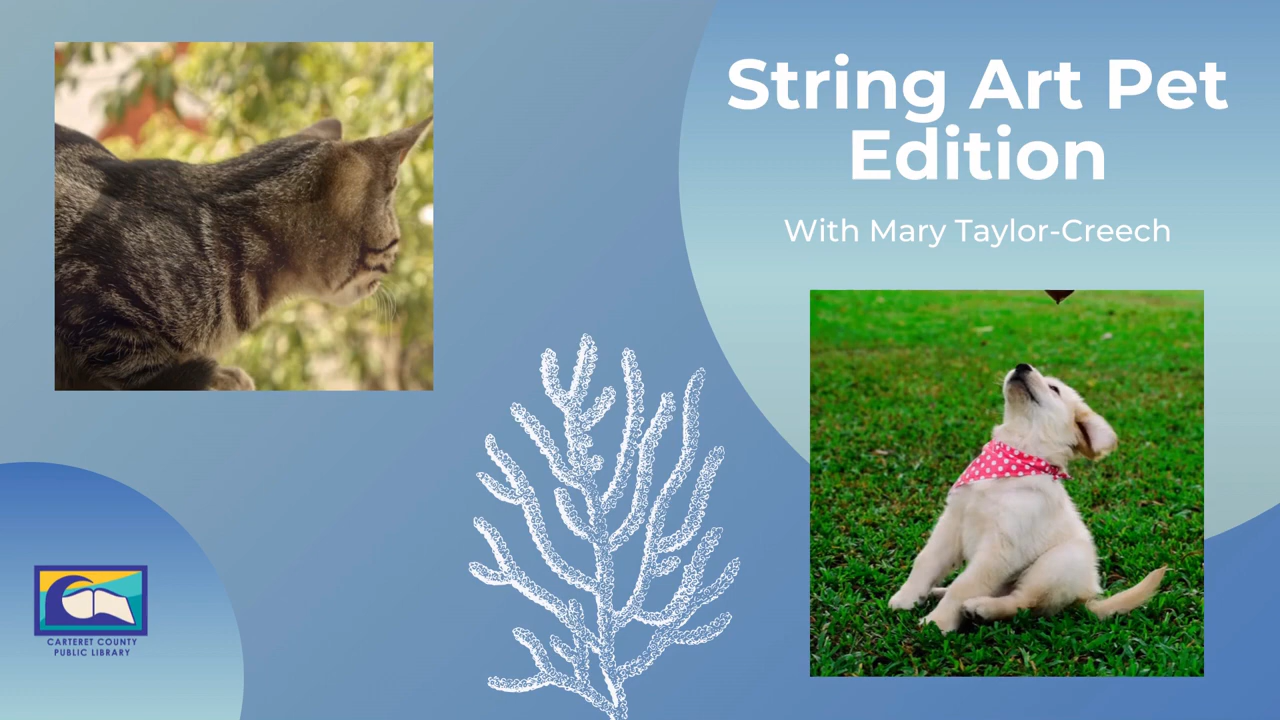 String Art Pet
Edition
With Mary Taylor-Creech
CARTERET COUNTY
PUBLIC LIBRARY